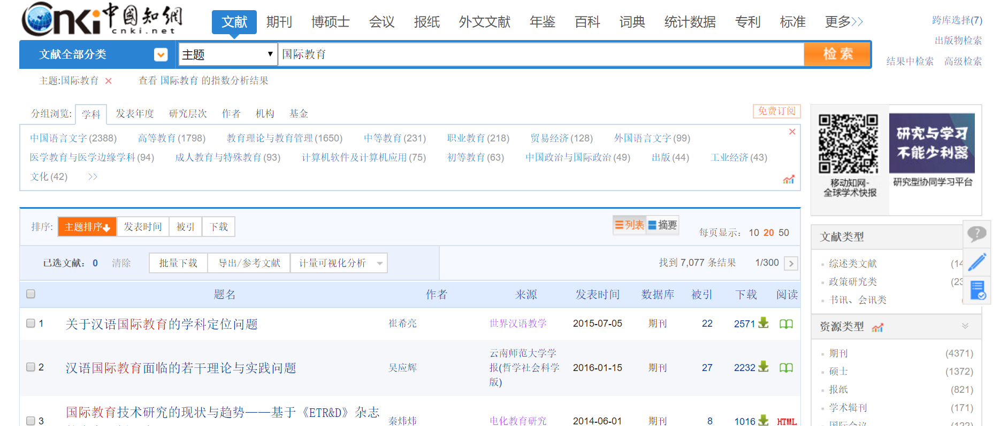 Cnki中國知網
cnki.net
文献 期刊 博硕士 会议 报纸 外文文献 年鉴 百科 词典 统计数据 专利 标准 更多>>
跨库选择(7)
出版物检索
结果中检索 高级检索
文献全部分类 主题 国际教育 检索
主题:国际教育 × 查看 国际教育 的指数分析结果
分组浏览: 学科 发表年度 研究层次 作者 机构 基金 免费订阅
中国语言文字(2388) 高等教育(1798) 教育理论与教育管理(1650) 中等教育(231) 职业教育(218) 贸易经济(128) 外国语言文字(99)
医学教育与医学边缘学科(94) 成人教育与特殊教育(93) 计算机软件及计算机应用(75) 初等教育(63) 中国政治与国际政治(49) 出版(44) 工业经济(43)
文化(42) >>
研究与学习
不能少利器
移动知网-
全球学术快报
研究型协同学习平台
排序: 主题排序 发表时间 被引 下载 列表 摘要 每页显示: 10 20 50
已选文献: 0 清除 批量下载 导出/参考文献 计量可视化分析 找到 7,077 条结果 1/300 >
题名 作者 来源 发表时间 数据库 被引 下载 阅读
1 关于汉语国际教育的学科定位问题 崔希亮 世界汉语教学 2015-07-05 期刊 22 2571
2 汉语国际教育面临的若干理论与实践问题 吴应辉 云南师范大学学报(哲学社会科学版) 2016-01-15 期刊 27 2232
3 国际教育技术研究的现状与趋势——基于《ETR&D》杂志 秦炜炜 电化教育研究 2014-06-01 期刊 8 1016 HTML
文献类型
综述类文献 (14
政策研究类 (23
书讯、会讯类
资源类型
期刊 (4371)
硕士 (1372)
报纸 (821)
学术辑刊 (171)
国际会议 (122)